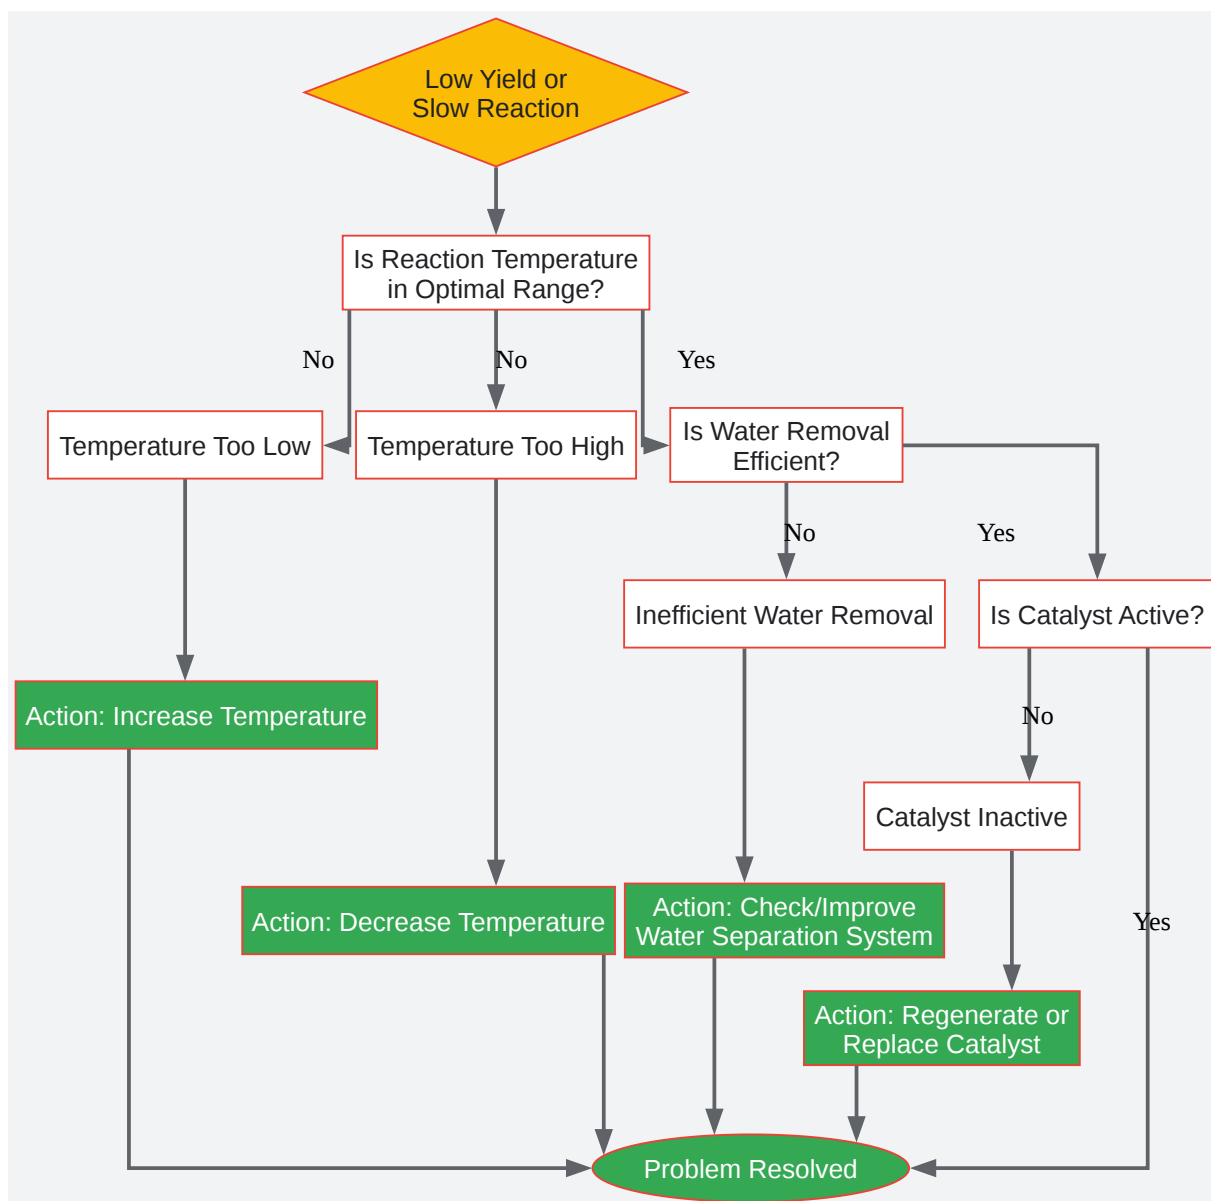 Low Yield or
Slow Reaction
Is Reaction Temperature
in Optimal Range?
No
No
Yes
Temperature Too Low
Temperature Too High
Is Water Removal
Efficient?
No
Yes
Inefficient Water Removal
Is Catalyst Active?
Action: Increase Temperature
No
Catalyst Inactive
Action: Decrease Temperature
Action: Check/Improve
Water Separation System
Yes
Action: Regenerate or
Replace Catalyst
Problem Resolved